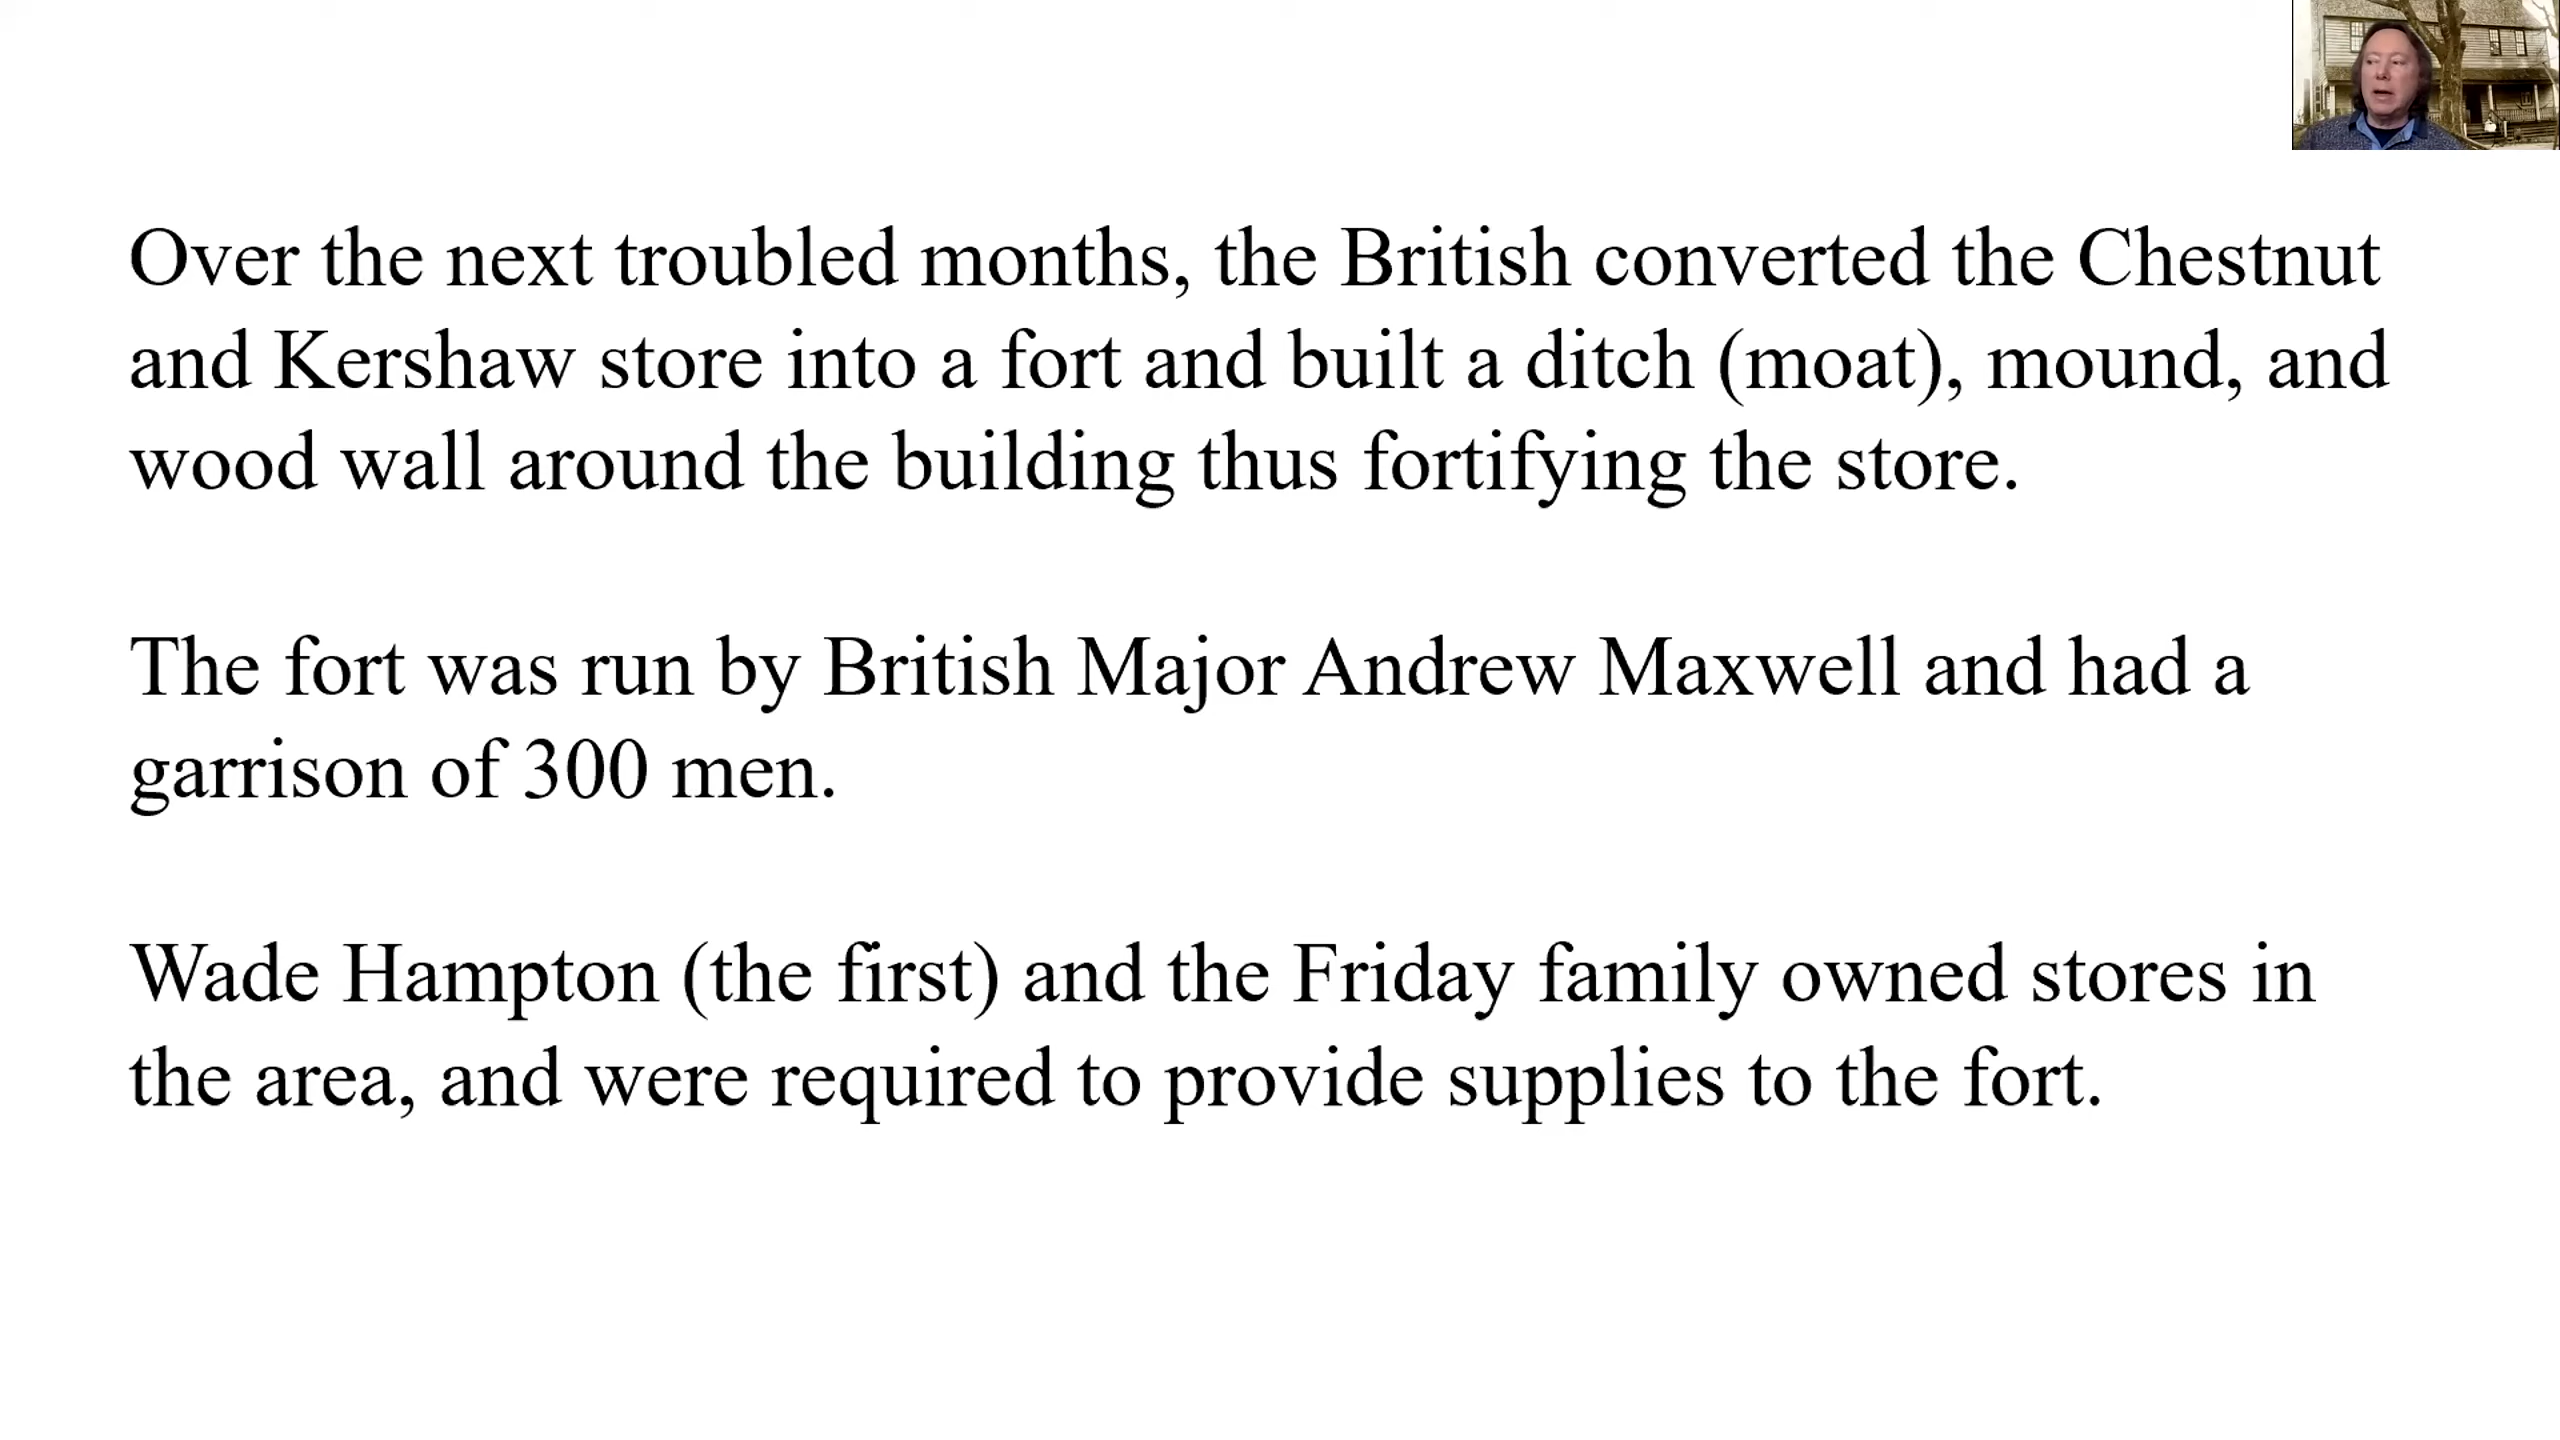 Over the next troubled months, the British converted the Chestnut
and Kershaw store into a fort and built a ditch (moat), mound, and
wood wall around the building thus fortifying the store.
The fort was run by British Major Andrew Maxwell and had a
garrison of 300 men.
Wade Hampton (the first) and the Friday family owned stores in
the area, and were required to provide supplies to the fort.